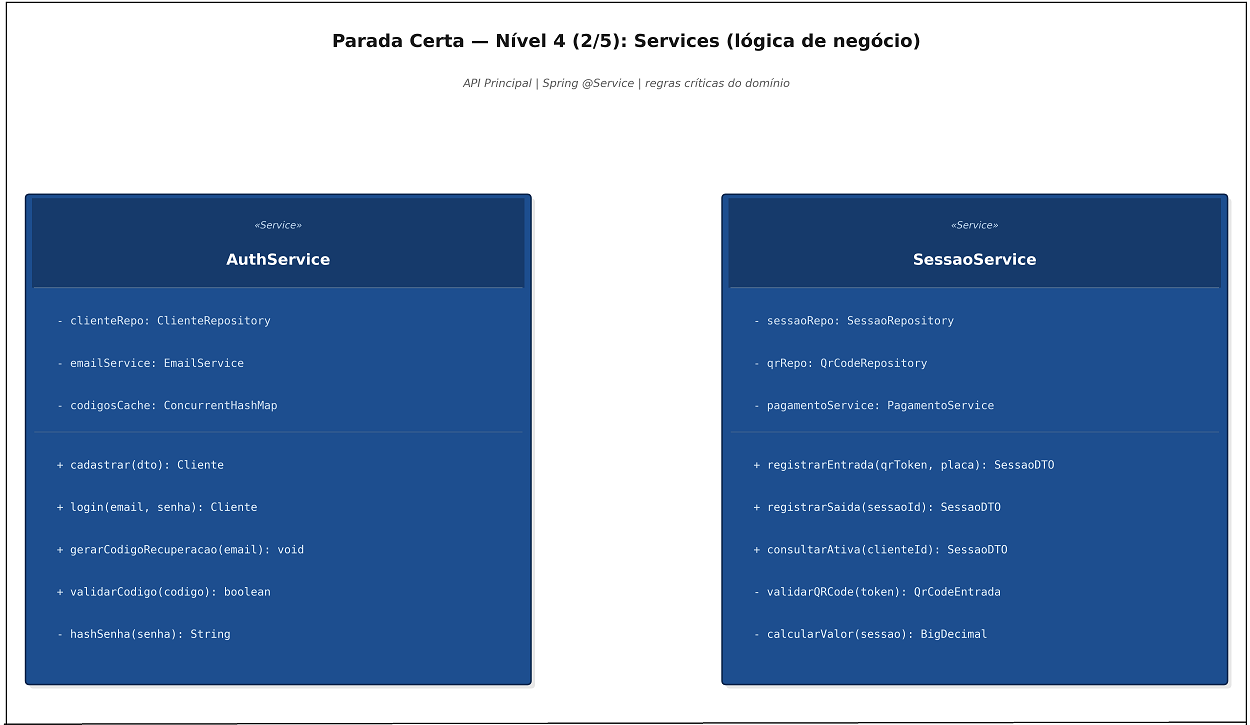 Parada Certa — Nível 4 (2/5): Services (lógica de negócio)
API Principal | Spring @Service | regras críticas do domínio
«Service»
AuthService
- clienteRepo: ClienteRepository
- emailService: EmailService
- codigosCache: ConcurrentHashMap
+ cadastrar(dto): Cliente
+ login(email, senha): Cliente
+ gerarCodigoRecuperacao(email): void
+ validarCodigo(codigo): boolean
- hashSenha(senha): String
«Service»
SessaoService
- sessaoRepo: SessaoRepository
- qrRepo: QrCodeRepository
- pagamentoService: PagamentoService
+ registrarEntrada(qrToken, placa): SessaoDTO
+ registrarSaida(sessaoId): SessaoDTO
+ consultarAtiva(clienteId): SessaoDTO
- validarQRCode(token): QrCodeEntrada
- calcularValor(sessao): BigDecimal